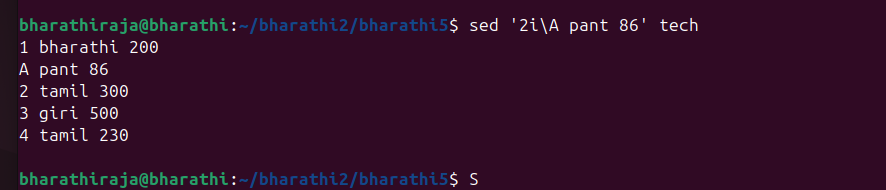 bharathiraja@bharathi:~/bharathi2/bharathi5$ sed '2i\A pant 86' tech
1 bharathi 200
A pant 86
2 tamil 300
3 giri 500
4 tamil 230
bharathiraja@bharathi:~/bharathi2/bharathi5$ S